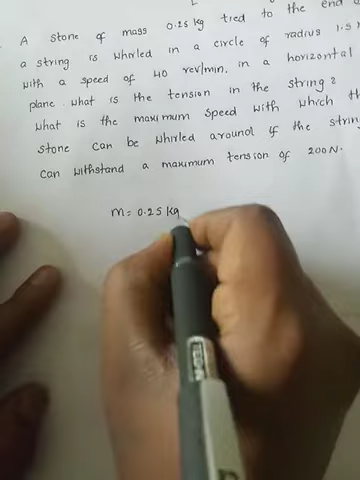 A stone of mass 0.25 kg tied to the end
a string is whirled in a circle of radius 1.5
with a speed of 40 rev/min. in a horizontal
plane. what is the tension in the string?
what is the maximum speed with which the
stone can be whirled around if the strin
can withstand a maximum tension of 200N.
m = 0.25 kg